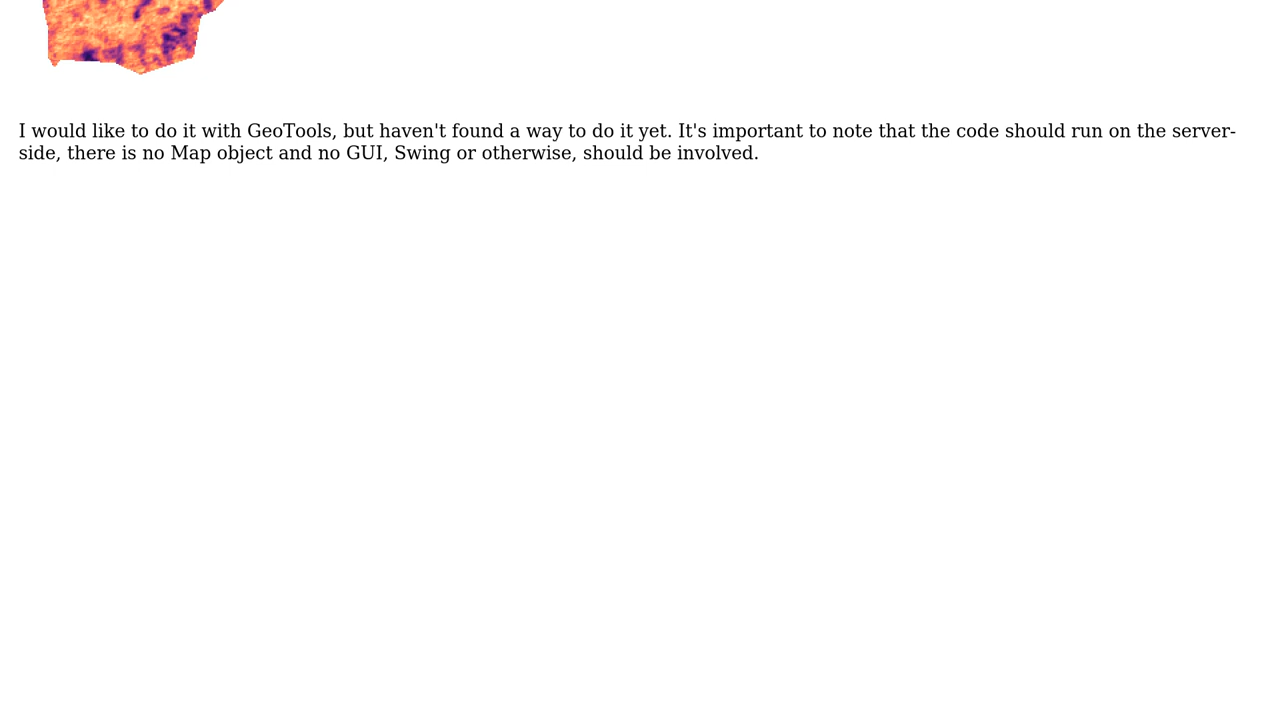 I would like to do it with GeoTools, but haven't found a way to do it yet. It's important to note that the code should run on the server-
side, there is no Map object and no GUI, Swing or otherwise, should be involved.